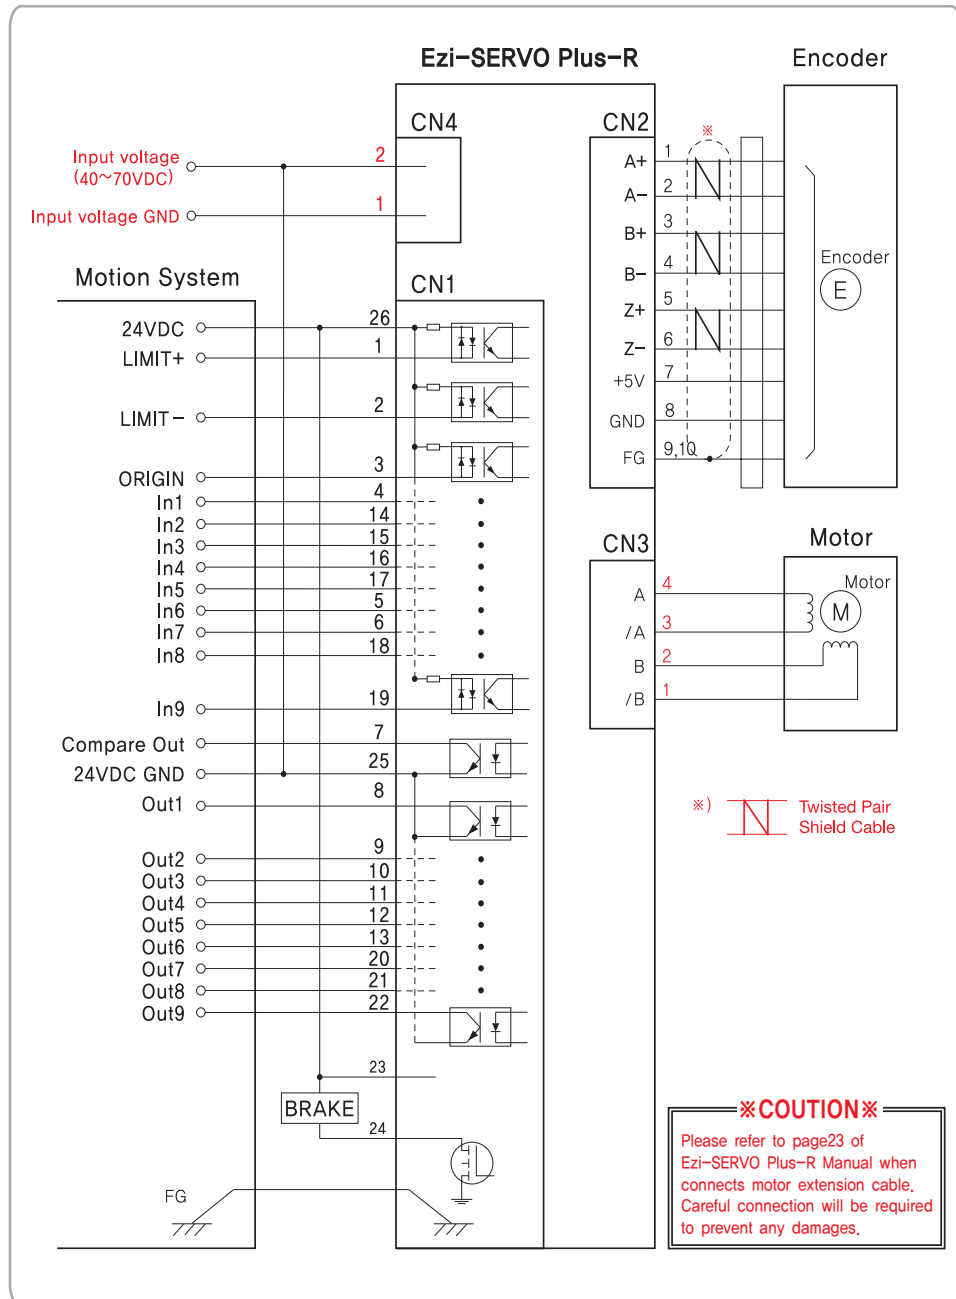 Ezi-SERVO Plus-R
Encoder
CN4
CN2
※
Input voltage
(40~70VDC)
2
Input voltage GND
1
A+
1
A-
2
B+
3
B-
4
Z+
5
Z-
6
+5V
7
GND
8
FG
9,10
Encoder
E
Motion System
CN1
24VDC
26
LIMIT+
1
LIMIT-
2
ORIGIN
3
In1
4
In2
14
In3
15
In4
16
In5
17
In6
5
In7
6
In8
18
In9
19
Compare Out
7
24VDC GND
25
Out1
8
Out2
9
Out3
10
Out4
11
Out5
12
Out6
13
Out7
20
Out8
21
Out9
22
23
BRAKE
24
FG
CN3
Motor
A
4
/A
3
B
2
/B
1
Motor
M
※)
Twisted Pair
Shield Cable
※COUTION※
Please refer to page23 of
Ezi-SERVO Plus-R Manual when
connects motor extension cable.
Careful connection will be required
to prevent any damages.